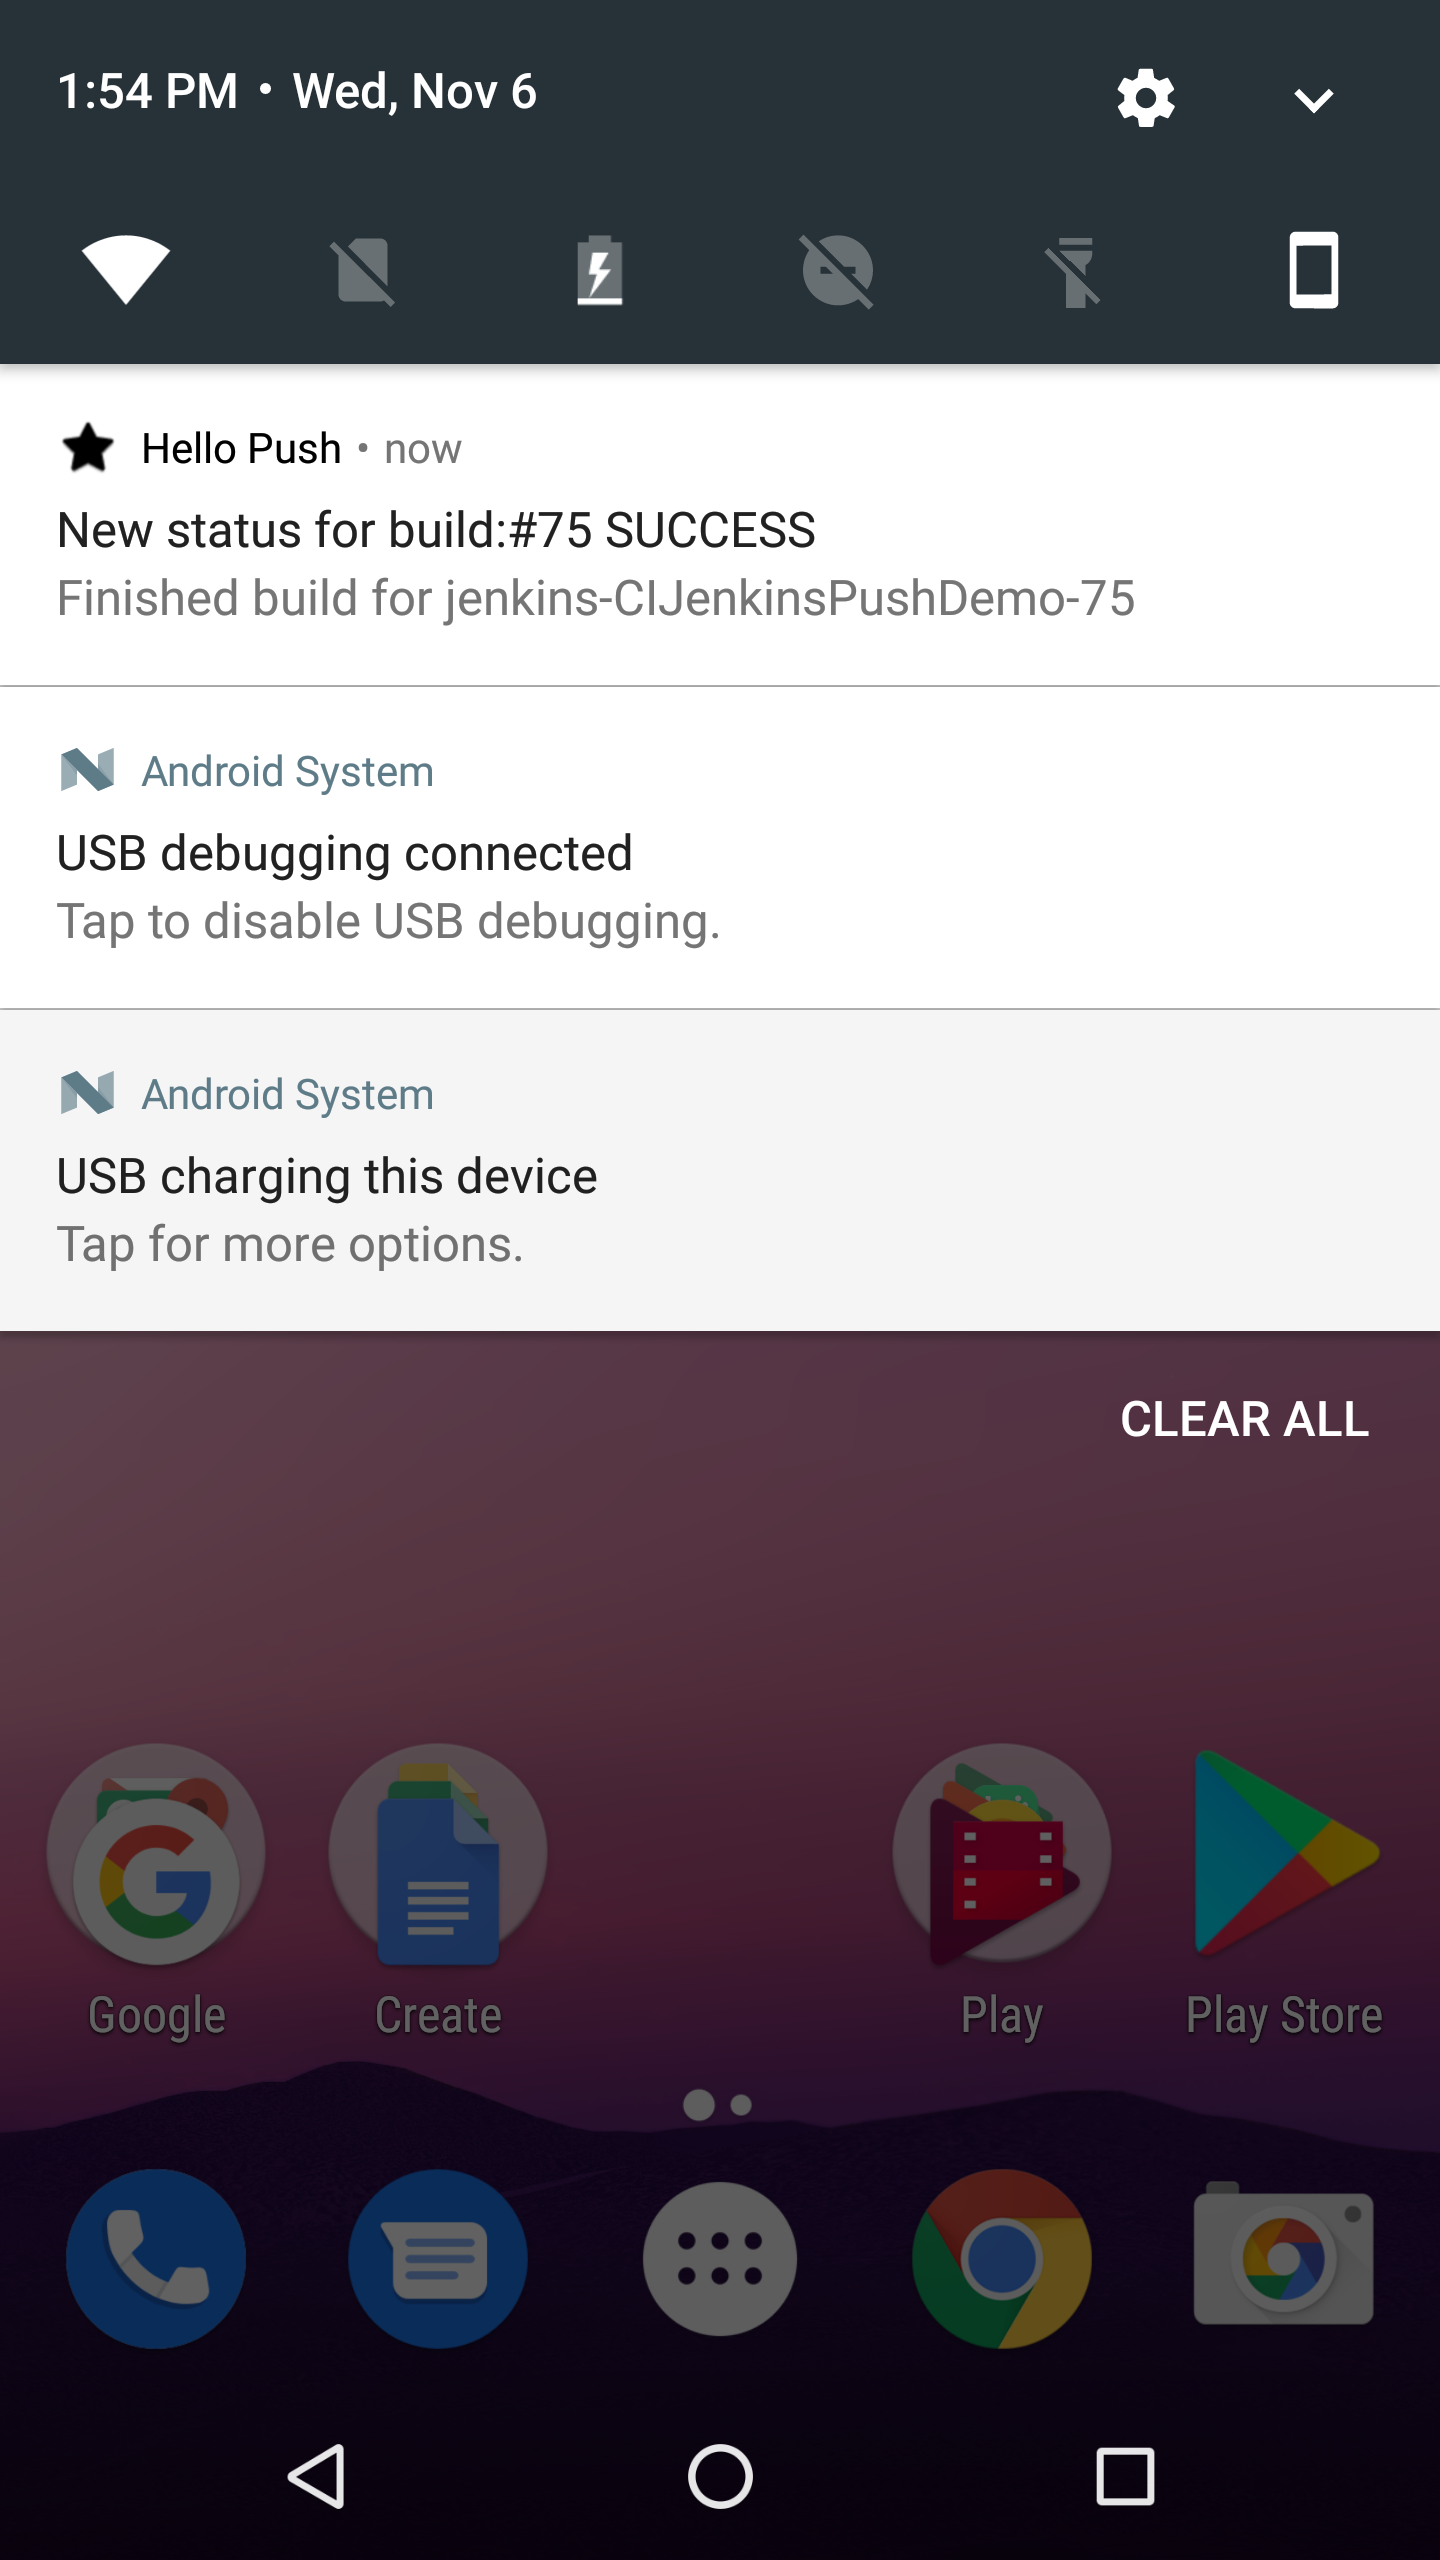 1:54 PM • Wed, Nov 6
Hello Push • now
New status for build:#75 SUCCESS
Finished build for jenkins-CIJenkinsPushDemo-75
Android System
USB debugging connected
Tap to disable USB debugging.
Android System
USB charging this device
Tap for more options.
CLEAR ALL
Google Create Play Play Store